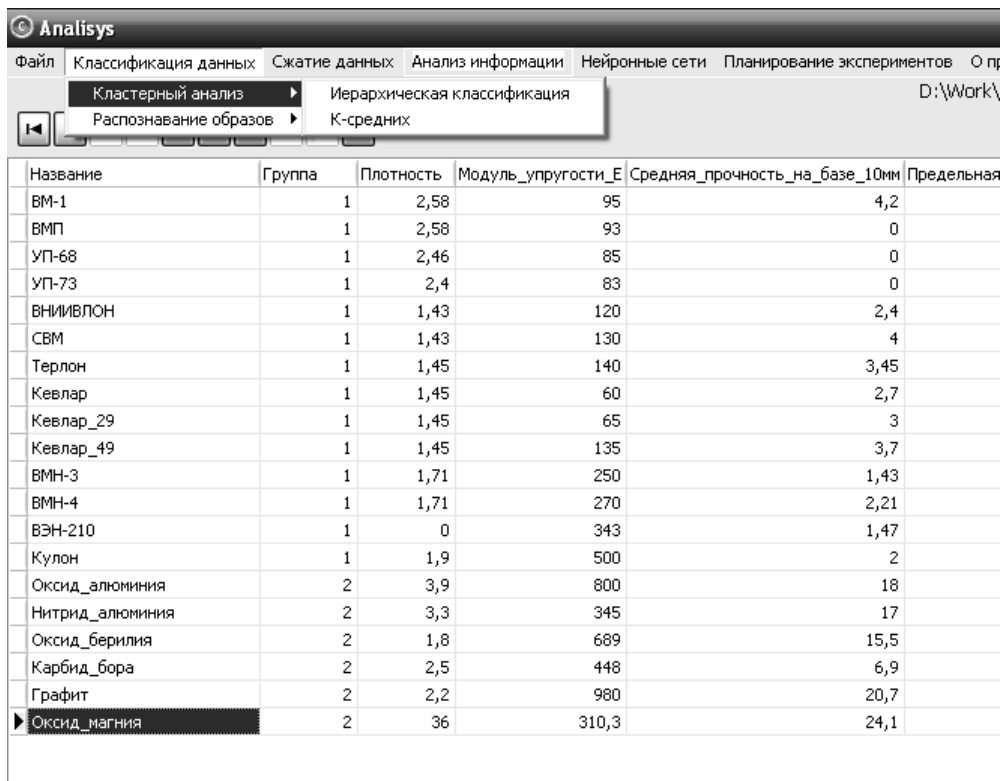 © Analisys
Файл Классификация данных Сжатие данных Анализ информации Нейронные сети Планирование экспериментов О пр
Кластерный анализ Иерархическая классификация D:\Work\
Распознавание образов К-средних
Название Группа Плотность Модуль_упругости_Е Средняя_прочность_на_базе_10мм Предельная
ВМ-1 1 2,58 95 4,2
ВМП 1 2,58 93 0
УП-68 1 2,46 85 0
УП-73 1 2,4 83 0
ВНИИВЛОН 1 1,43 120 2,4
СВМ 1 1,43 130 4
Терлон 1 1,45 140 3,45
Кевлар 1 1,45 60 2,7
Кевлар_29 1 1,45 65 3
Кевлар_49 1 1,45 135 3,7
ВМН-3 1 1,71 250 1,43
ВМН-4 1 1,71 270 2,21
ВЭН-210 1 0 343 1,47
Кулон 1 1,9 500 2
Оксид_алюминия 2 3,9 800 18
Нитрид_алюминия 2 3,3 345 17
Оксид_берилия 2 1,8 689 15,5
Карбид_бора 2 2,5 448 6,9
Графит 2 2,2 980 20,7
Оксид_магния 2 36 310,3 24,1